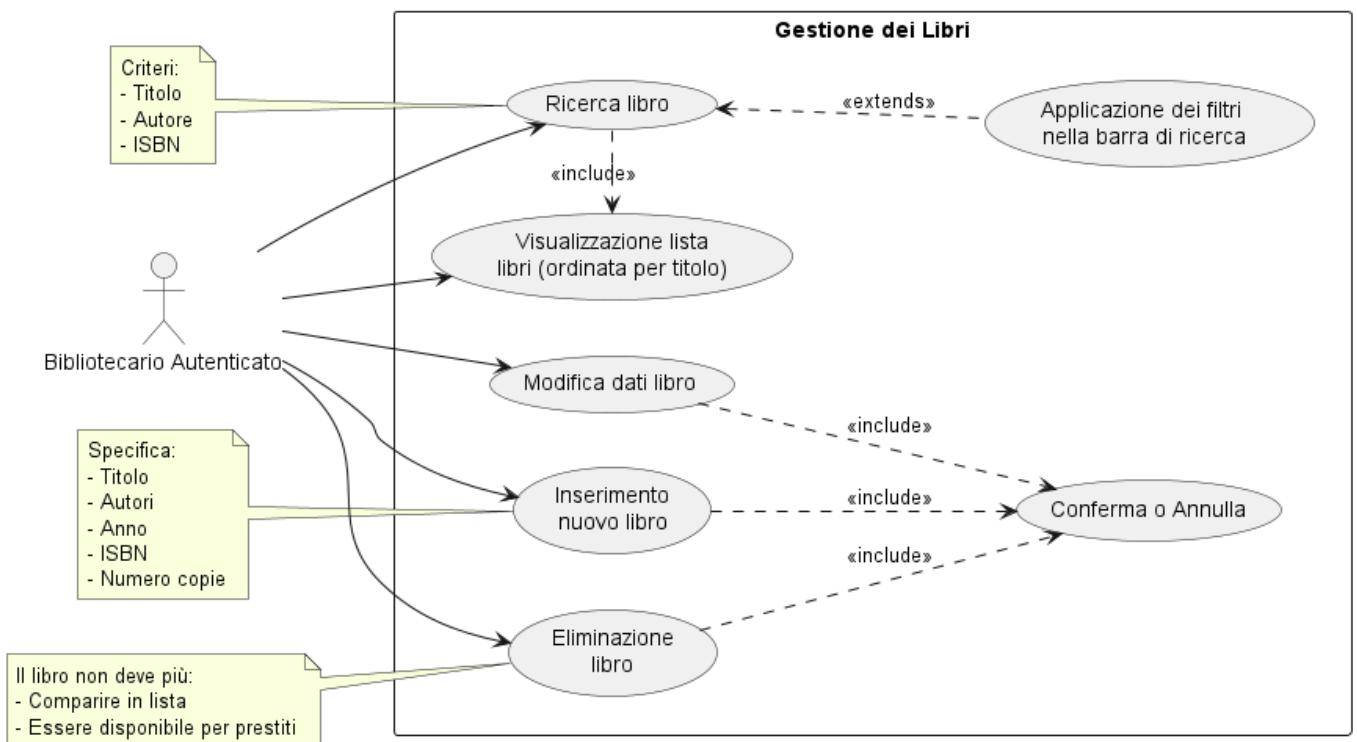 Gestione dei Libri
Criteri:
- Titolo
- Autore
- ISBN
Ricerca libro
«extends»
Applicazione dei filtri
nella barra di ricerca
«include»
Visualizzazione lista
libri (ordinata per titolo)
Bibliotecario Autenticato
Modifica dati libro
«include»
Specifica:
- Titolo
- Autori
- Anno
- ISBN
- Numero copie
Inserimento
nuovo libro
«include»
Conferma o Annulla
«include»
Eliminazione
libro
Il libro non deve più:
- Comparire in lista
- Essere disponibile per prestiti